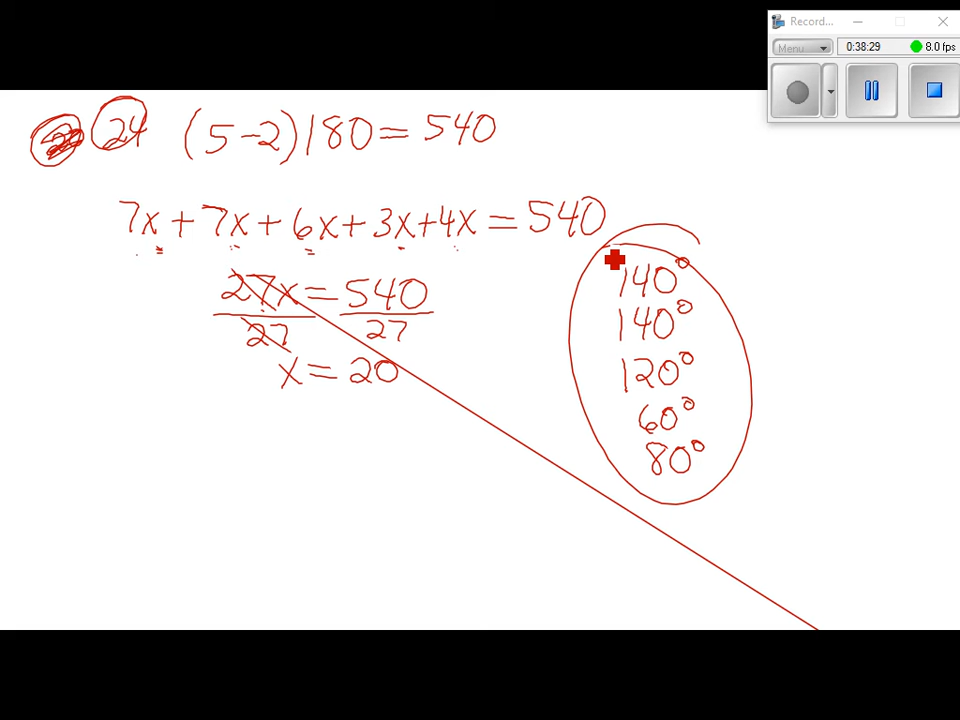 Record...
Menu
0:38:29
8.0 fps
24 (5-2)180=540
7x+7x+6x+3x+4x=540
27x=540
27 27
x=20
140°
140°
120°
60°
80°